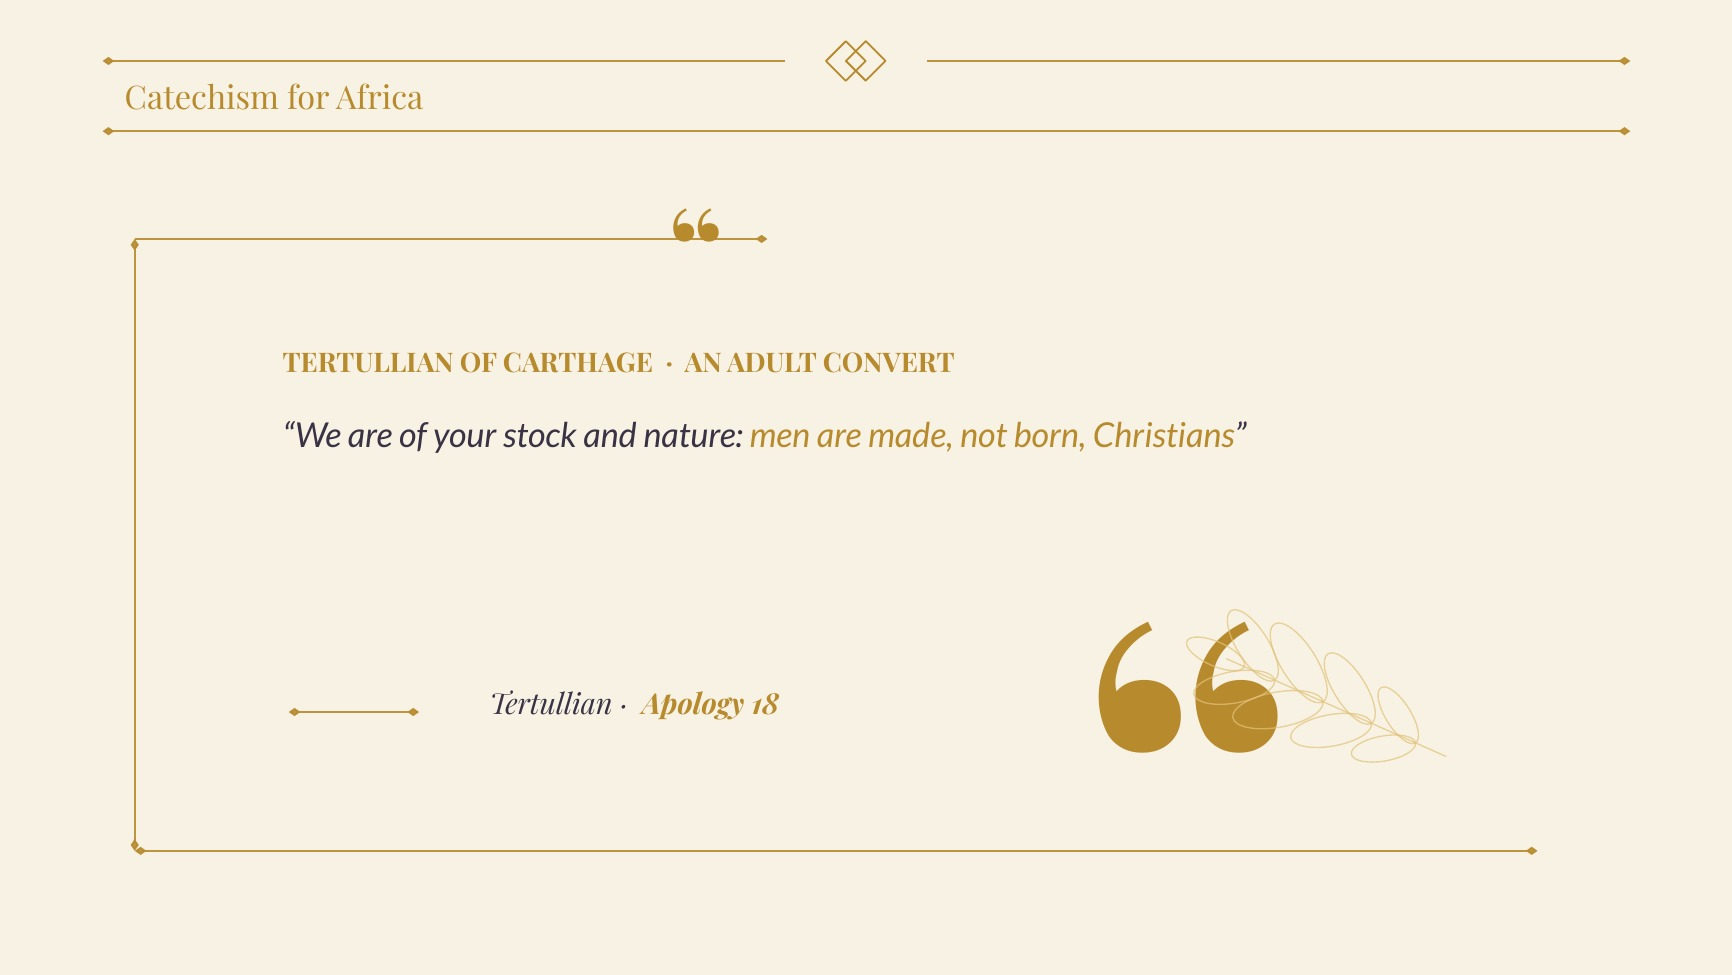 Catechism for Africa
TERTULLIAN OF CARTHAGE · AN ADULT CONVERT
“We are of your stock and nature: men are made, not born, Christians”
Tertullian · Apology 18